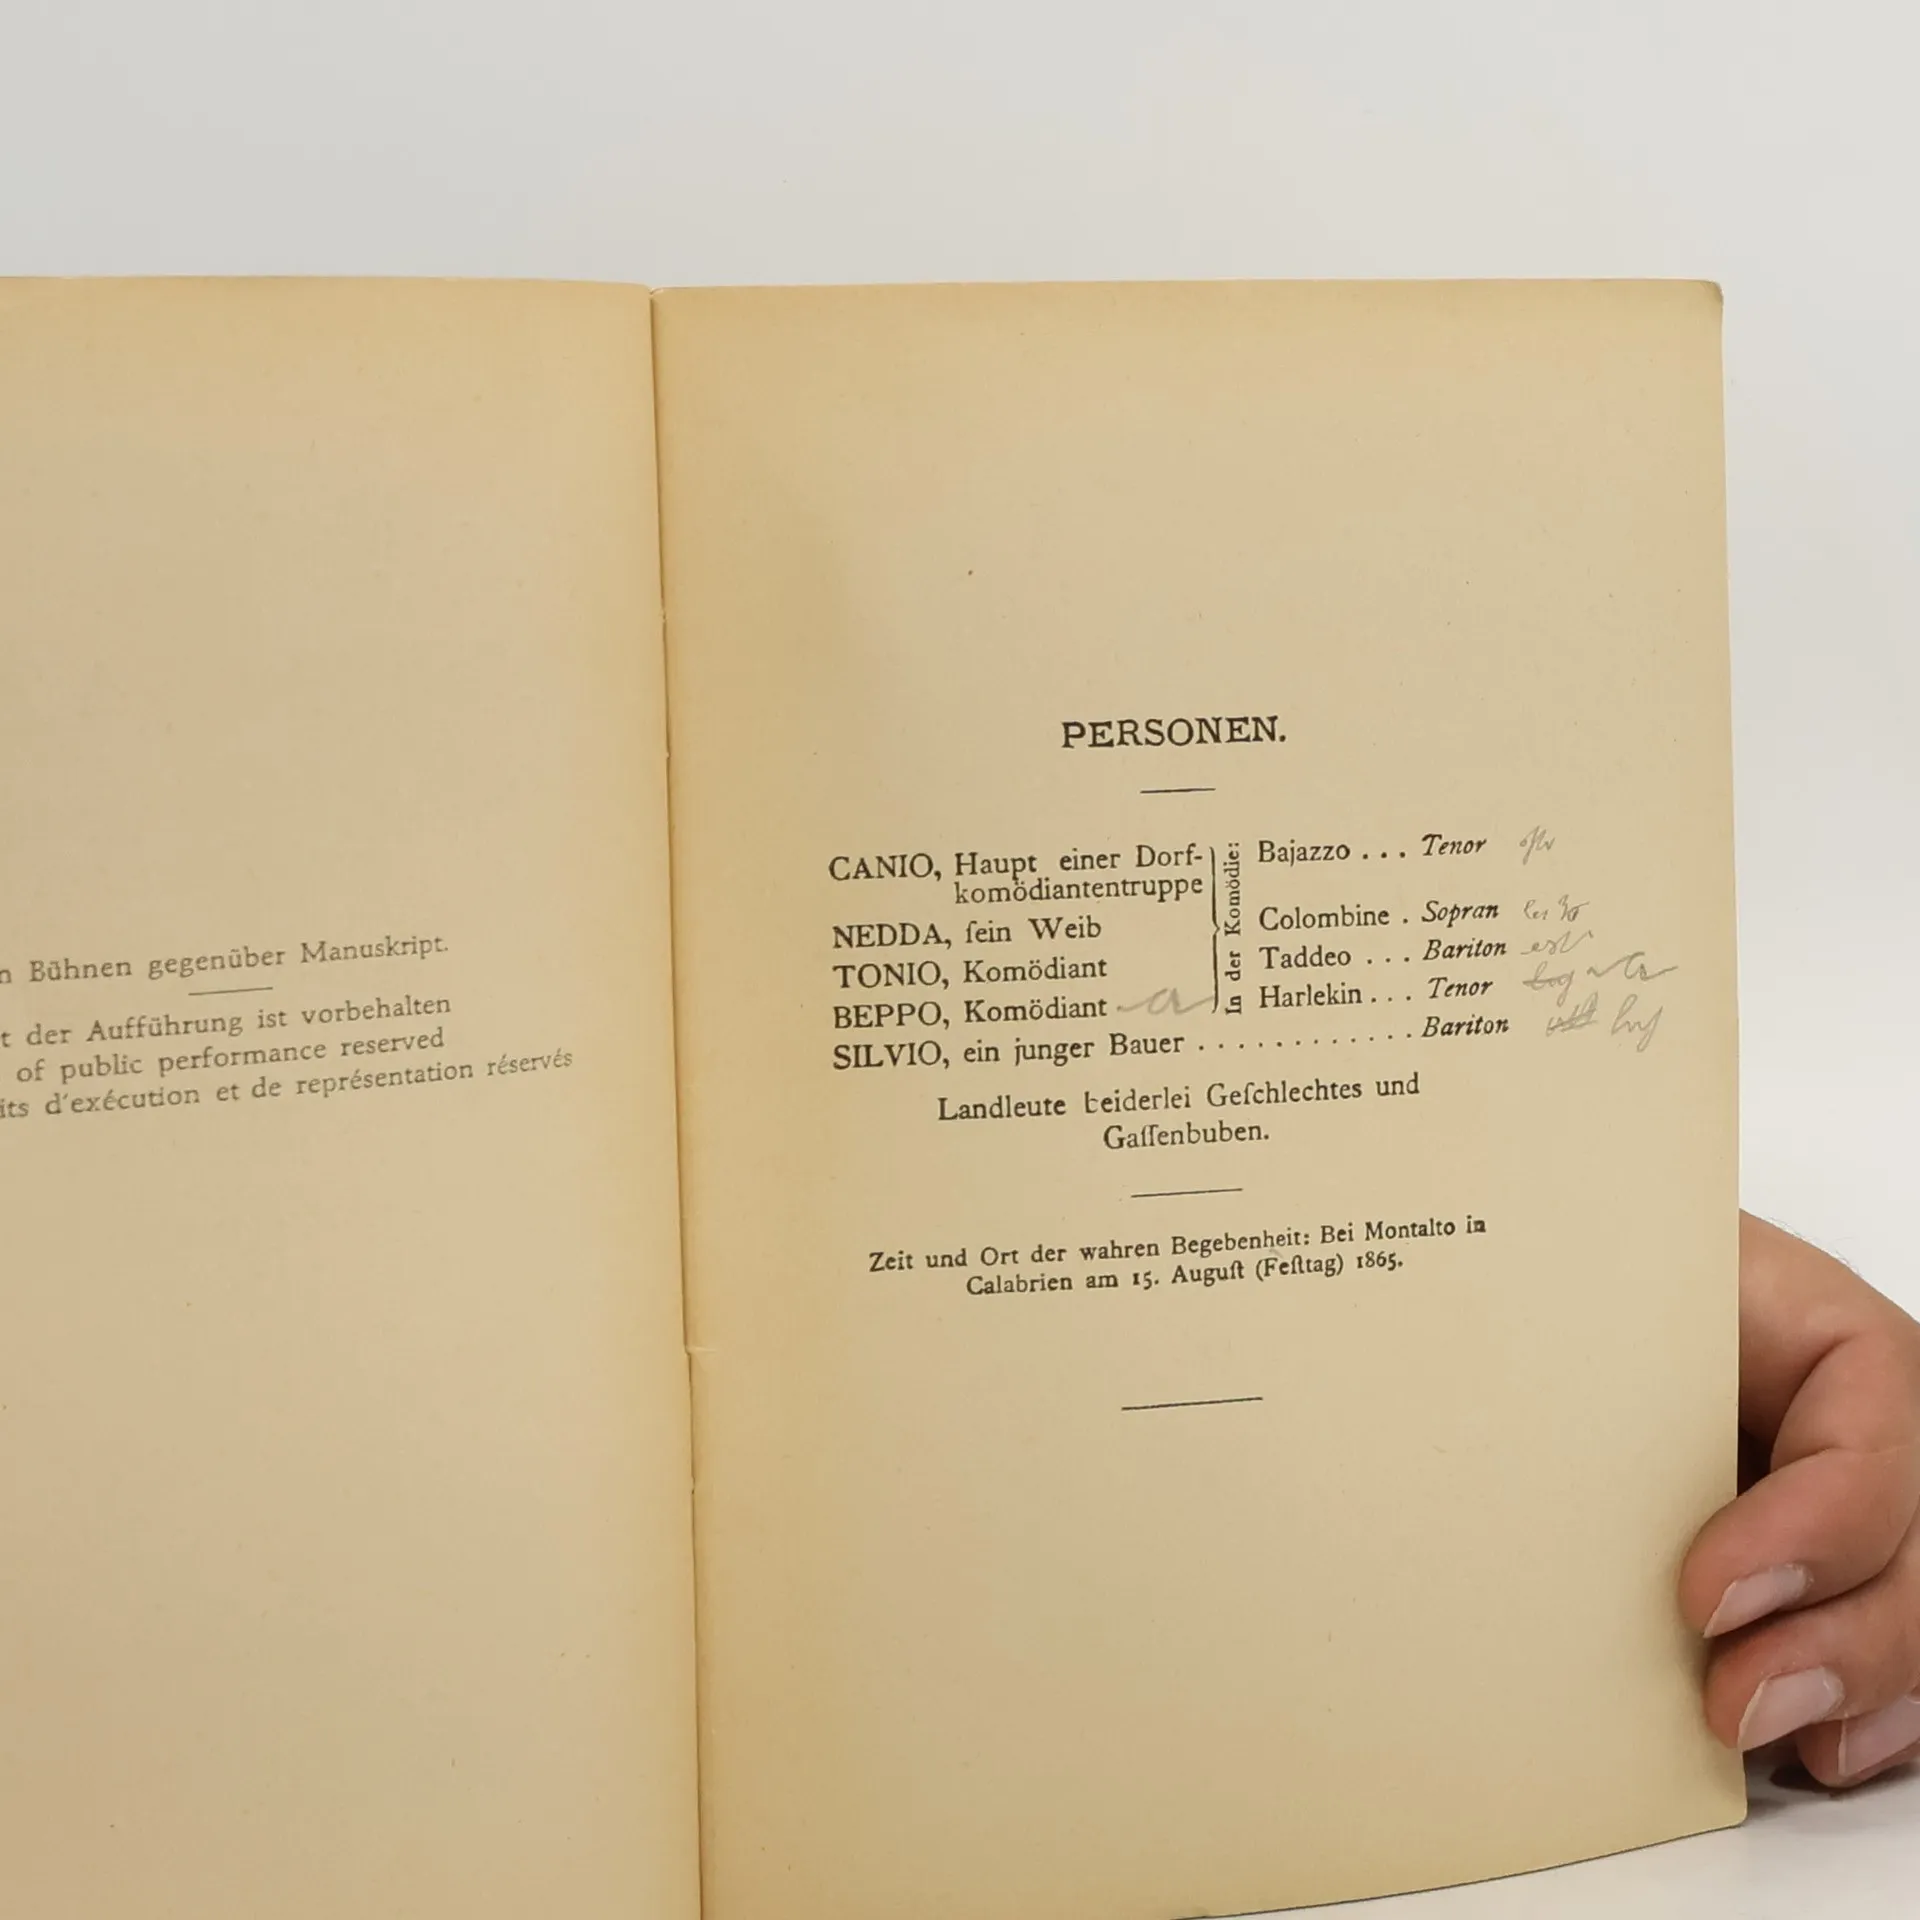 n Bühnen gegenüber Manuskript.
t der Aufführung ist vorbehalten
of public performance reserved
its d'exécution et de représentation réservés
PERSONEN.
CANIO, Haupt einer Dorf-
komödiantentruppe
NEDDA, ſein Weib
TONIO, Komödiant
BEPPO, Komödiant
In der Komödie:
Bajazzo . . . Tenor
Colombine . Sopran
Taddeo . . . Bariton
Harlekin . . . Tenor
SILVIO, ein junger Bauer . . . . . . . . . . . . Bariton
Landleute beiderlei Geſchlechtes und
Gaſſenbuben.
Zeit und Ort der wahren Begebenheit: Bei Montalto in
Calabrien am 15. Auguſt (Feſttag) 1865.